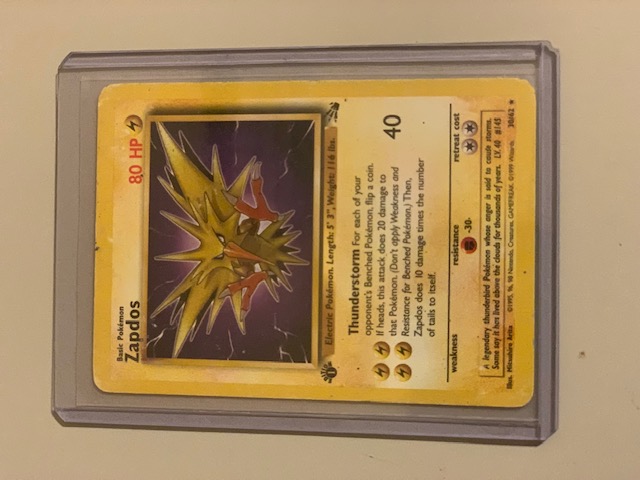 Basic Pokémon
Zapdos
80 HP
EDITION
1
Electric Pokémon. Length: 5' 3", Weight: 116 lbs.
Thunderstorm For each of your
opponent's Benched Pokémon, flip a coin.
If heads, this attack does 20 damage to
that Pokémon. (Don't apply Weakness and
Resistance for Benched Pokémon.) Then,
Zapdos does 10 damage times the number
of tails to itself.
40
weakness
resistance
retreat cost
-30
A legendary thunderbird Pokémon whose anger is said to cause storms.
Some say it has lived above the clouds for thousands of years. LV. 40 #145
Illus. Mitsuhiro Arita
©1995, 96, 98 Nintendo, Creatures, GAMEFREAK. ©1999 Wizards.
30/62 ★